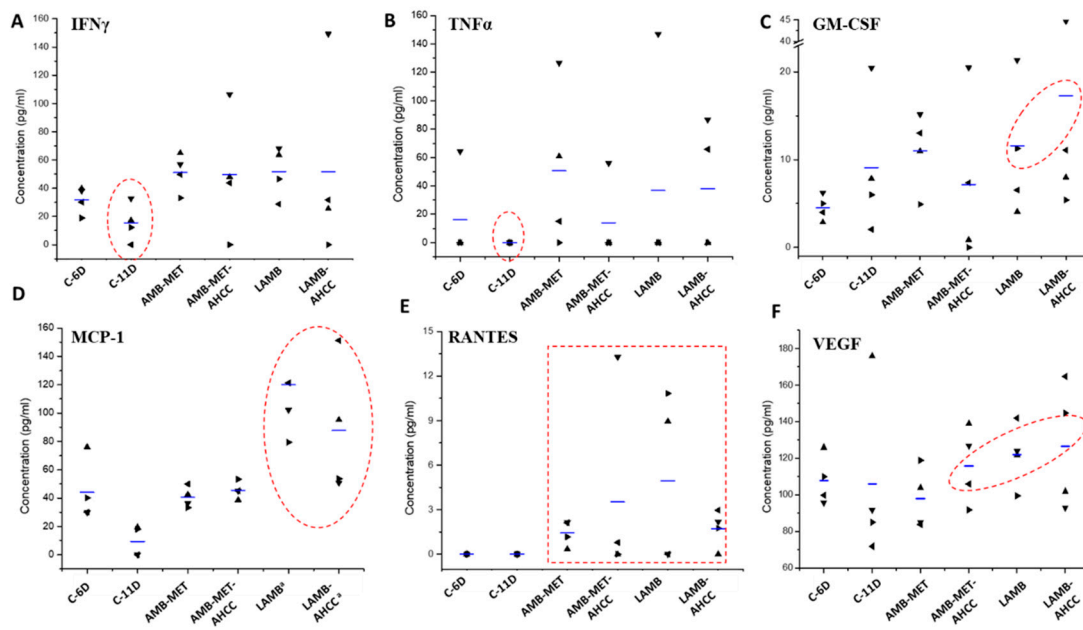 A
IFNγ
Concentration (pg/ml)
160
140
120
100
80
60
40
20
0
C-6D
C-11D
AMB-MET
AMB-MET-
AHCC
LAMB
LAMB-
AHCC
B
TNFα
Concentration (pg/ml)
160
140
120
100
80
60
40
20
0
C-6D
C-11D
AMB-MET
AMB-MET-
AHCC
LAMB
LAMB-
AHCC
C
GM-CSF
Concentration (pg/ml)
45
40
20
15
10
5
0
C-6D
C-11D
AMB-MET
AMB-MET-
AHCC
LAMB
LAMB-
AHCC
D
MCP-1
Concentration (pg/ml)
160
140
120
100
80
60
40
20
0
C-6D
C-11D
AMB-MET
AMB-MET-
AHCC
LAMBª
LAMB-
AHCCª
E
RANTES
Concentration (pg/ml)
15
12
9
6
3
0
C-6D
C-11D
AMB-MET
AMB-MET-
AHCC
LAMB
LAMB-
AHCC
F
VEGF
Concentration (pg/ml)
180
160
140
120
100
80
60
C-6D
C-11D
AMB-MET
AMB-MET-
AHCC
LAMB
LAMB-
AHCC